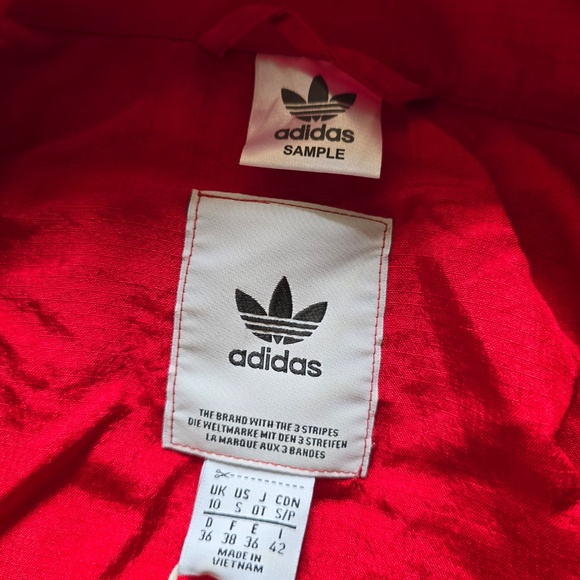 adidas
SAMPLE
adidas
THE BRAND WITH THE 3 STRIPES
DIE WELTMARKE MIT DEN 3 STREIFEN
LA MARQUE AUX 3 BANDES
UK US J CDN
10 S OT S/P
D F E I
36 38 36 42
MADE IN
VIETNAM